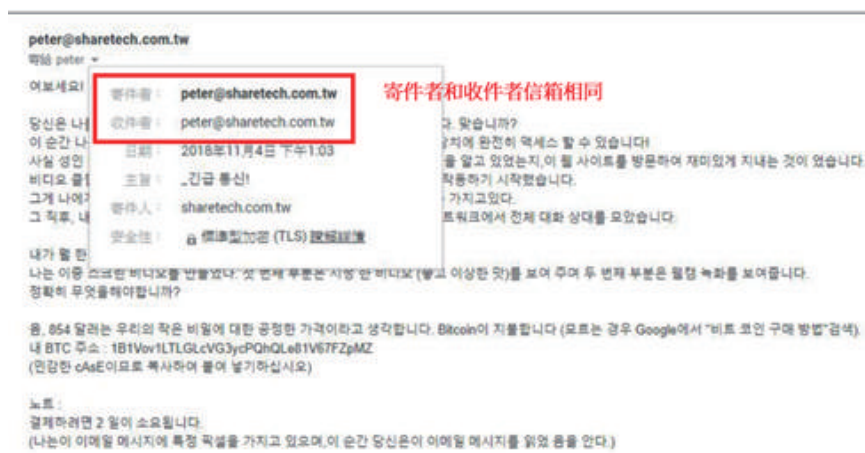 peter@sharetech.com.tw
寄給 peter
여보세요!
寄件者: peter@sharetech.com.tw
寄件者和收件者信箱相同
收件者: peter@sharetech.com.tw
당신은 나를
다. 맞습니까?
日期: 2018年11月4日 下午1:03
이 순간 나
장치에 완전히 액세스 할 수 있습니다!
사실 성인
을 알고 있었는지,이 웹 사이트를 방문하여 재미있게 지내는 것이 었습니다
主旨: _긴급 통신!
비디오 클립
작동하기 시작했습니다.
그게 나에게
가지고있다.
寄件人: sharetech.com.tw
그 직후, 내
트워크에서 전체 대화 상대를 모았습니다.
安全性: 標準型加密 (TLS) 瞭解詳情
내가 뭘 한
나는 이중 스크린 비디오를 만들었다. 첫 번째 부분은 시청 한 비디오 (좋고 이상한 맛)를 보여 주며 두 번째 부분은 웹캠 녹화를 보여줍니다.
정확히 무엇을해야합니까?
음, 854 달러는 우리의 작은 비밀에 대한 공정한 가격이라고 생각합니다. Bitcoin이 지불합니다 (모르는 경우 Google에서 "비트 코인 구매 방법"검색).
내 BTC 주소 : 1B1Vov1LTLGLcVG3ycPQhQLe81V67FZpMZ
(민감한 cAsE이므로 복사하여 붙여 넣기하십시오)
노트 :
결제하려면 2 일이 소요됩니다.
(나는이 이메일 메시지에 특정 픽셀을 가지고 있으며,이 순간 당신은이 이메일 메시지를 읽었 음을 안다.)